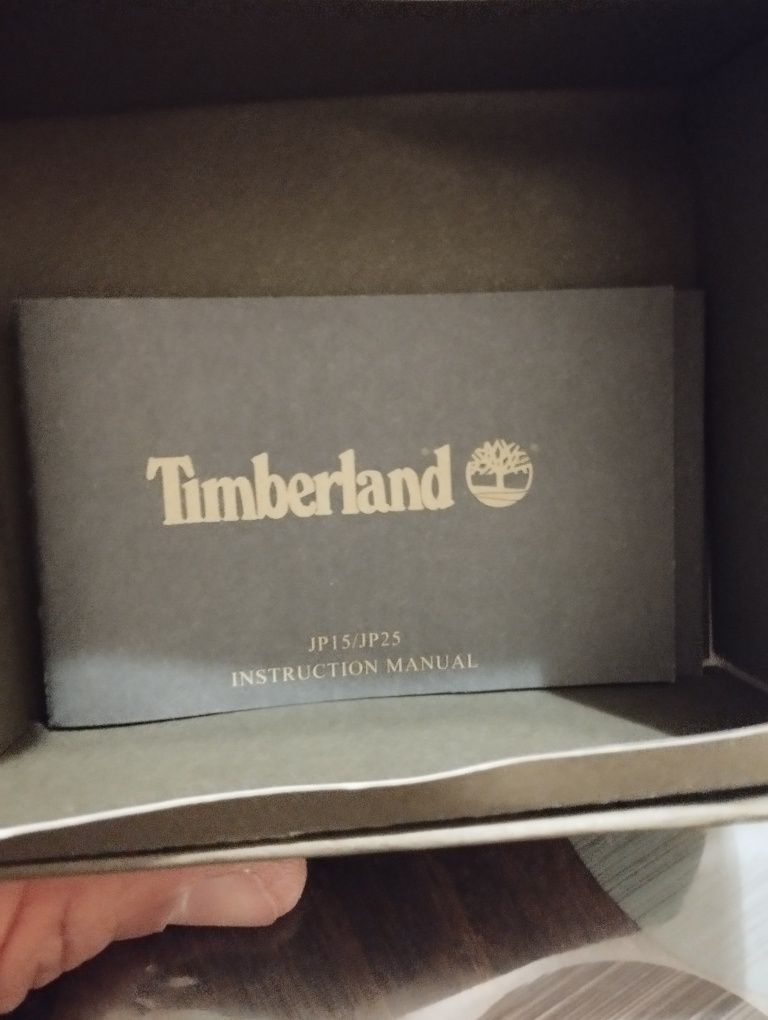 Timberland
JP15/JP25
INSTRUCTION MANUAL